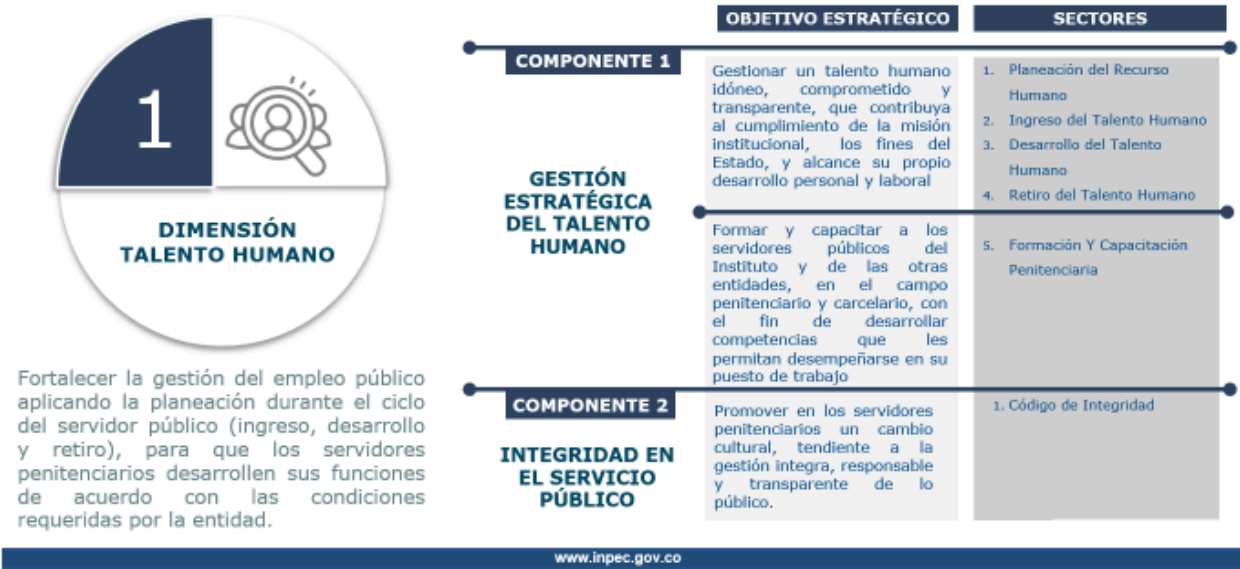 1
DIMENSIÓN
TALENTO HUMANO
Fortalecer la gestión del empleo público
aplicando la planeación durante el ciclo
del servidor público (ingreso, desarrollo
y retiro), para que los servidores
penitenciarios desarrollen sus funciones
de acuerdo con las condiciones
requeridas por la entidad.
OBJETIVO ESTRATÉGICO
SECTORES
COMPONENTE 1
GESTIÓN
ESTRATÉGICA
DEL TALENTO
HUMANO
Gestionar un talento humano
idóneo, comprometido y
transparente, que contribuya
al cumplimiento de la misión
institucional, los fines del
Estado, y alcance su propio
desarrollo personal y laboral
1. Planeación del Recurso
Humano
2. Ingreso del Talento Humano
3. Desarrollo del Talento
Humano
4. Retiro del Talento Humano
Formar y capacitar a los
servidores públicos del
Instituto y de las otras
entidades, en el campo
penitenciario y carcelario, con
el fin de desarrollar
competencias que les
permitan desempeñarse en su
puesto de trabajo
5. Formación Y Capacitación
Penitenciaria
COMPONENTE 2
INTEGRIDAD EN
EL SERVICIO
PÚBLICO
Promover en los servidores
penitenciarios un cambio
cultural, tendiente a la
gestión integra, responsable
y transparente de lo
público.
1. Código de Integridad
www.inpec.gov.co